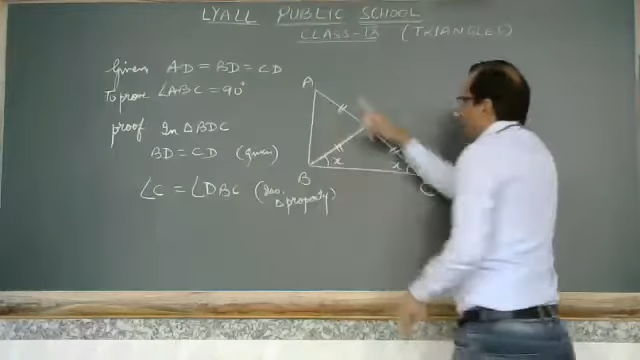 LYALL PUBLIC SCHOOL
CLASS-IX (TRIANGLES)
Given AD = BD = CD
To prove ∠ABC = 90°
proof In △BDC
BD = CD (given)
∠C = ∠DBC (Iso. △ property)
A
B
C
x
x